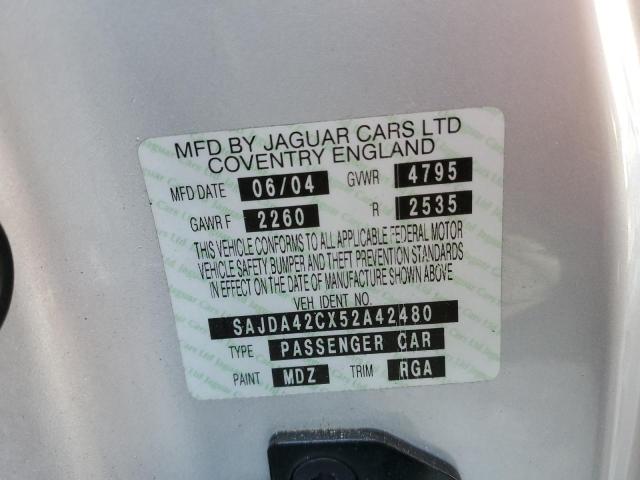 MFD BY JAGUAR CARS LTD
COVENTRY ENGLAND
MFD DATE 06/04 GVWR 4795
GAWR F 2260 R 2535
THIS VEHICLE CONFORMS TO ALL APPLICABLE FEDERAL MOTOR
VEHICLE SAFETY BUMPER AND THEFT PREVENTION STANDARDS
IN EFFECT ON THE DATE OF MANUFACTURE SHOWN ABOVE
VEH IDENT NO.
SAJDA42CX52A42480
TYPE PASSENGER CAR
PAINT MDZ TRIM RGA